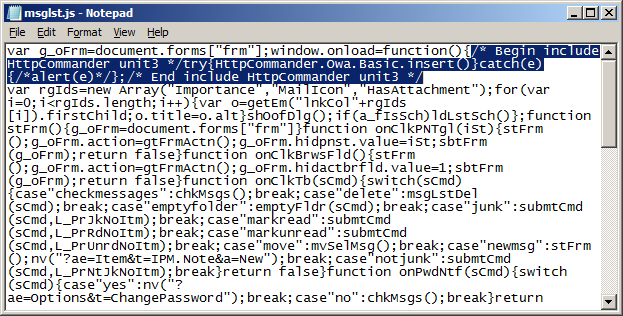 msglst.js - Notepad
File Edit Format View Help
var g_oFrm=document.forms["frm"];window.onload=function(){/* Begin include
HttpCommander unit3 */try{HttpCommander.Owa.Basic.insert()}catch(e)
{/*alert(e)*/};/* End include HttpCommander unit3 */
var rgIds=new Array("Importance","MailIcon","HasAttachment");for(var
i=0;i<rgIds.length;i++){var o=getEm("lnkCol"+rgIds
[i]).firstChild;o.title=o.alt}shOofDlg();if(a_fIsSch)ldLstSch()};function
stFrm(){g_oFrm=document.forms["frm"]}function onClkPNTgl(iSt){stFrm
();g_oFrm.action=gtFrmActn();g_oFrm.hidpnst.value=iSt;sbtFrm
(g_oFrm);return false}function onClkBrwsFld(){stFrm
();g_oFrm.action=gtFrmActn();g_oFrm.hidactbrfld.value=1;sbtFrm
(g_oFrm);return false}function onClkTb(sCmd){switch(sCmd)
{case"checkmessages":chkMsgs();break;case"delete":msgLstDel
(sCmd);break;case"emptyfolder":emptyFldr(sCmd);break;case"junk":submtCmd
(sCmd,L_PrJkNoItm);break;case"markread":submtCmd
(sCmd,L_PrRdNoItm);break;case"markunread":submtCmd
(sCmd,L_PrUnrdNoItm);break;case"move":mvSelMsg();break;case"newmsg":stFrm
();nv("?ae=Item&t=IPM.Note&a=New");break;case"notjunk":submtCmd
(sCmd,L_PrNtJkNoItm);break}return false}function onPwdNtf(sCmd){switch
(sCmd){case"yes":nv("?
ae=Options&t=ChangePassword");break;case"no":chkMsgs();break}return